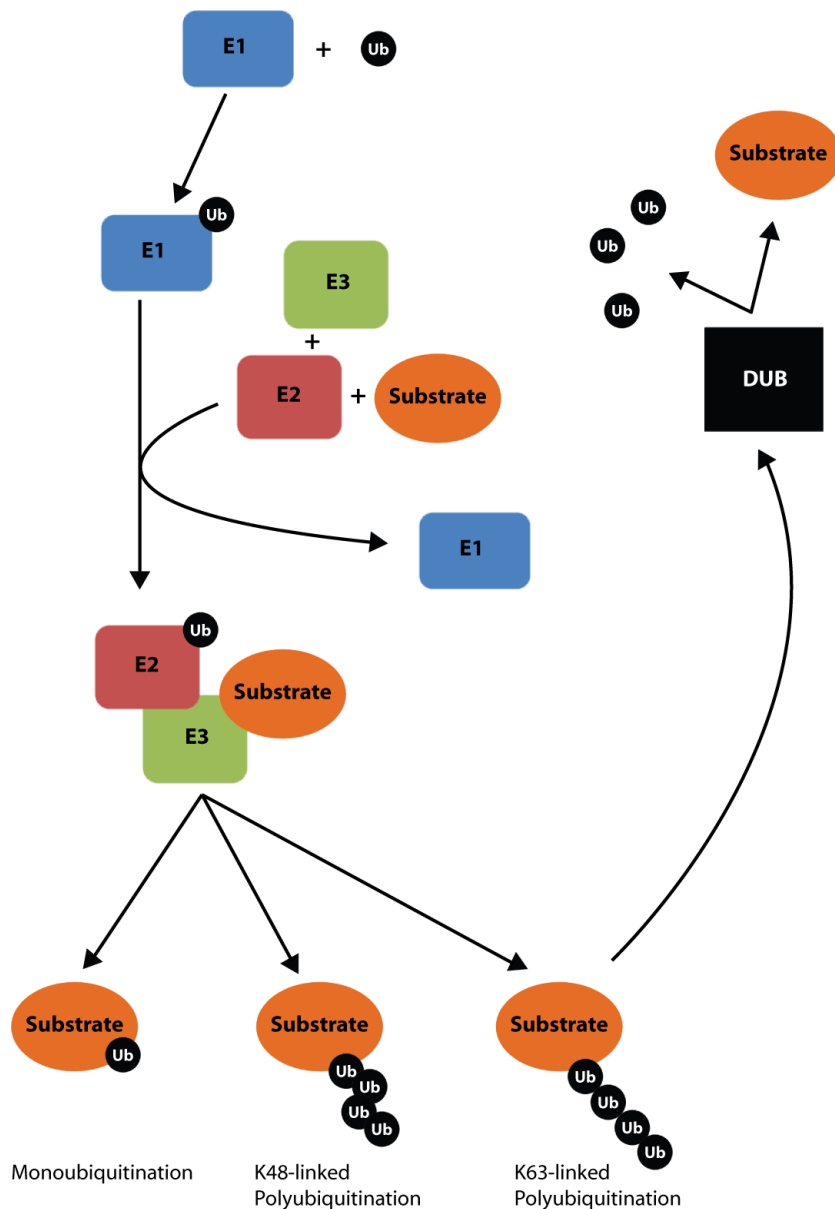 E1
+
Ub
Substrate
Ub
Ub
E1
Ub
Ub
E3
+
E2
+
Substrate
DUB
E1
Ub
E2
Substrate
E3
Substrate
Ub
Substrate
Ub
Ub
Ub
Ub
Substrate
Ub
Ub
Ub
Ub
Monoubiquitination
K48-linked
Polyubiquitination
K63-linked
Polyubiquitination